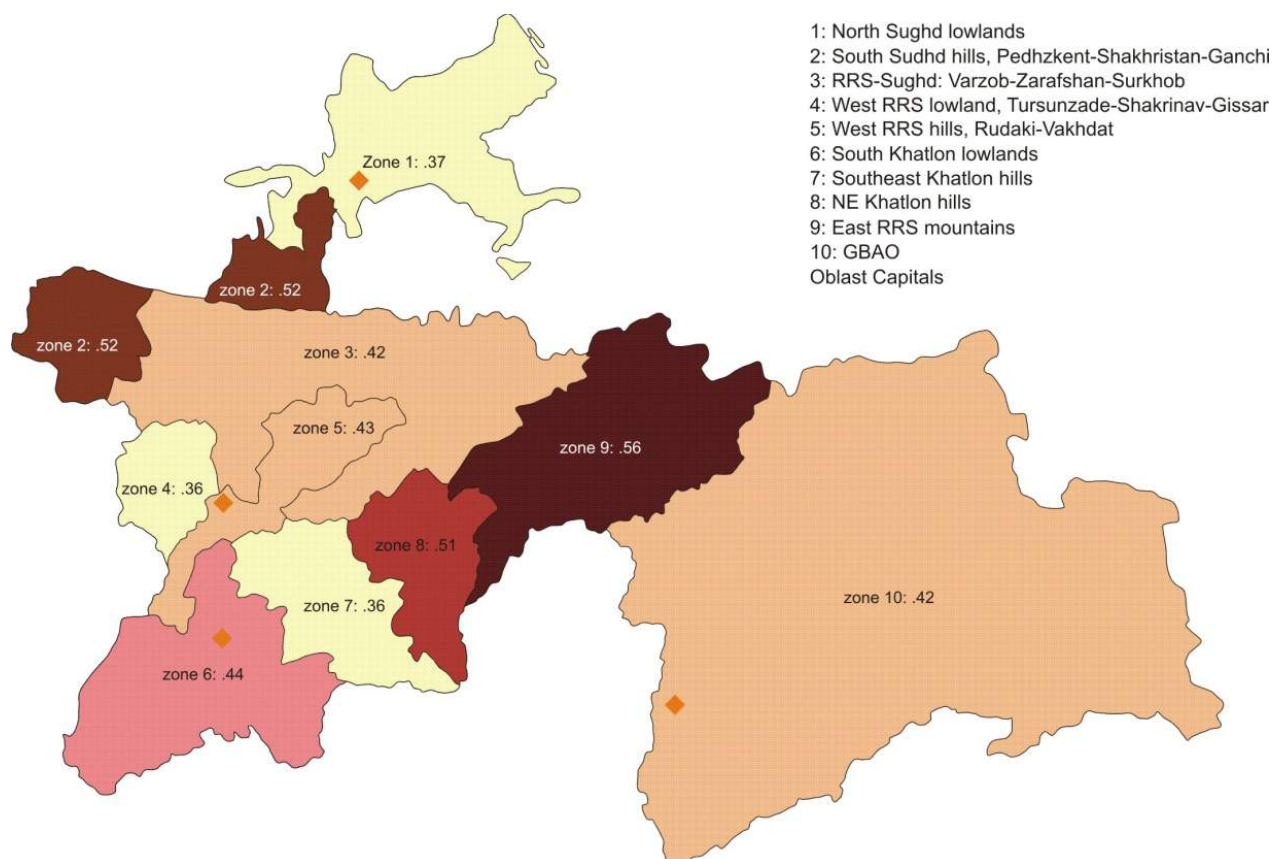 1: North Sughd lowlands
2: South Sudhd hills, Pedhzkent-Shakhristan-Ganchi
3: RRS-Sughd: Varzob-Zarafshan-Surkhob
4: West RRS lowland, Tursunzade-Shakrinav-Gissar
5: West RRS hills, Rudaki-Vakhdat
6: South Khatlon lowlands
7: Southeast Khatlon hills
8: NE Khatlon hills
9: East RRS mountains
10: GBAO
Oblast Capitals
Zone 1: .37
zone 2: .52
zone 2: .52
zone 3: .42
zone 5: .43
zone 9: .56
zone 4: .36
zone 8: .51
zone 7: .36
zone 10: .42
zone 6: .44